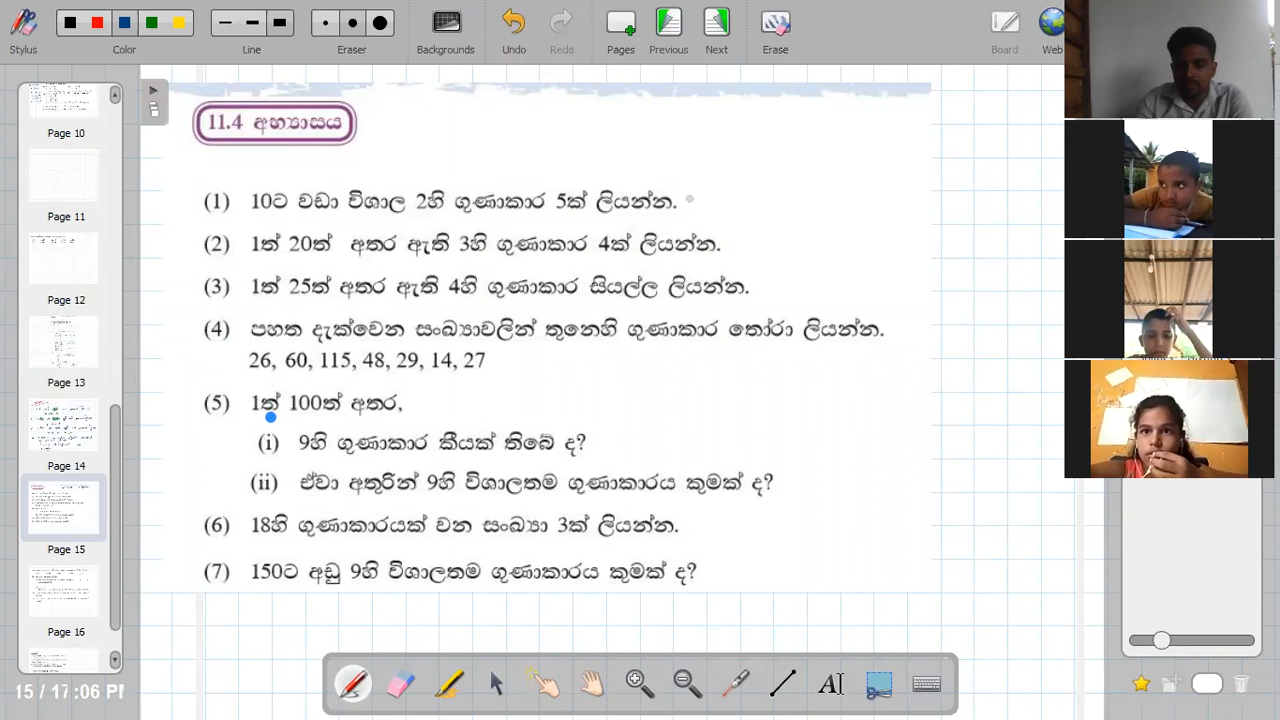 Stylus
Color
Line
Eraser
Backgrounds
Undo
Redo
Pages
Previous
Next
Erase
Board
Web
Page 10
Page 11
Page 12
Page 13
Page 14
Page 15
Page 16
11.4 අභ්‍යාසය
(1) 10ට වඩා විශාල 2හි ගුණාකාර 5ක් ලියන්න.
(2) 1ත් 20ත් අතර ඇති 3හි ගුණාකාර 4ක් ලියන්න.
(3) 1ත් 25ත් අතර ඇති 4හි ගුණාකාර සියල්ල ලියන්න.
(4) පහත දැක්වෙන සංඛ්‍යාවලින් තුනෙහි ගුණාකාර තෝරා ලියන්න.
26, 60, 115, 48, 29, 14, 27
(5) 1ත් 100ත් අතර,
(i) 9හි ගුණාකාර කීයක් තිබේ ද?
(ii) ඒවා අතුරින් 9හි විශාලතම ගුණාකාරය කුමක් ද?
(6) 18හි ගුණාකාරයක් වන සංඛ්‍යා 3ක් ලියන්න.
(7) 150ට අඩු 9හි විශාලතම ගුණාකාරය කුමක් ද?